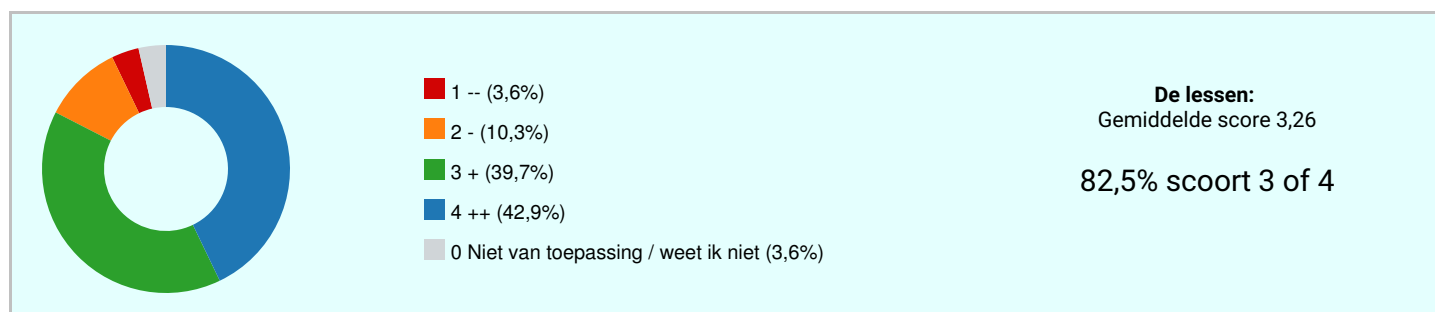 1 -- (3,6%)
2 - (10,3%)
3 + (39,7%)
4 ++ (42,9%)
0 Niet van toepassing / weet ik niet (3,6%)
De lessen:
Gemiddelde score 3,26
82,5% scoort 3 of 4